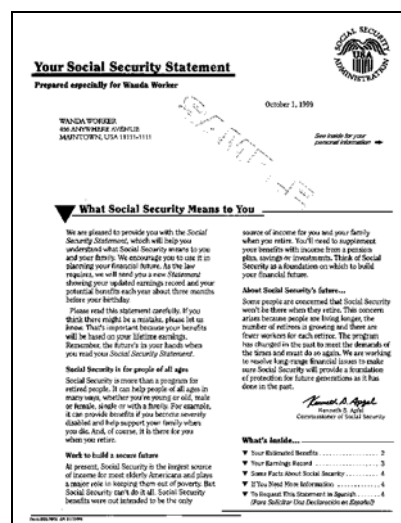 SOCIAL SECURITY ADMINISTRATION
USA
Your Social Security Statement
Prepared especially for Wanda Worker
October 1, 1999
WANDA WORKER
456 ANYWHERE AVENUE
MAINTOWN, USA 11111-1111
See inside for your
personal information
SAMPLE
What Social Security Means to You
We are pleased to provide you with the Social
Security Statement, which will help you
understand what Social Security means to you
and your family. We encourage you to use it in
planning your financial future. As the law
requires, we will send you a new Statement
showing your updated earnings record and your
potential benefits each year about three months
before your birthday.
Please read this statement carefully. If you
think there might be a mistake, please let us
know. That's important because your benefits
will be based on your lifetime earnings.
Remember, the future's in your hands when
you read your Social Security Statement.
Social Security is for people of all ages
Social Security is more than a program for
retired people. It can help people of all ages in
many ways, whether you're young or old, male
or female, single or with a family. For example,
it can provide benefits if you become severely
disabled and help support your family when
you die. And, of course, it is there for you
when you retire.
Work to build a secure future
At present, Social Security is the largest source
of income for most elderly Americans and plays
a major role in keeping them out of poverty. But
Social Security can't do it all. Social Security
benefits were not intended to be the only
source of income for you and your family
when you retire. You'll need to supplement
your benefits with income from a pension
plan, savings or investments. Think of Social
Security as a foundation on which to build
your financial future.
About Social Security's future...
Some people are concerned that Social Security
won't be there when they retire. This concern
arises because people are living longer, the
number of retirees is growing and there are
fewer workers for each retiree. The program
has changed in the past to meet the demands of
the times and must do so again. We are working
to resolve long-range financial issues to make
sure Social Security will provide a foundation
of protection for future generations as it has
done in the past.
Kenneth S. Apfel
Kenneth S. Apfel
Commissioner of Social Security
What's inside...
Your Estimated Benefits 2
Your Earnings Record 3
Some Facts About Social Security 4
If You Need More Information 4
To Request This Statement in Spanish 4
(Para Solicitar Una Declaración en Español)